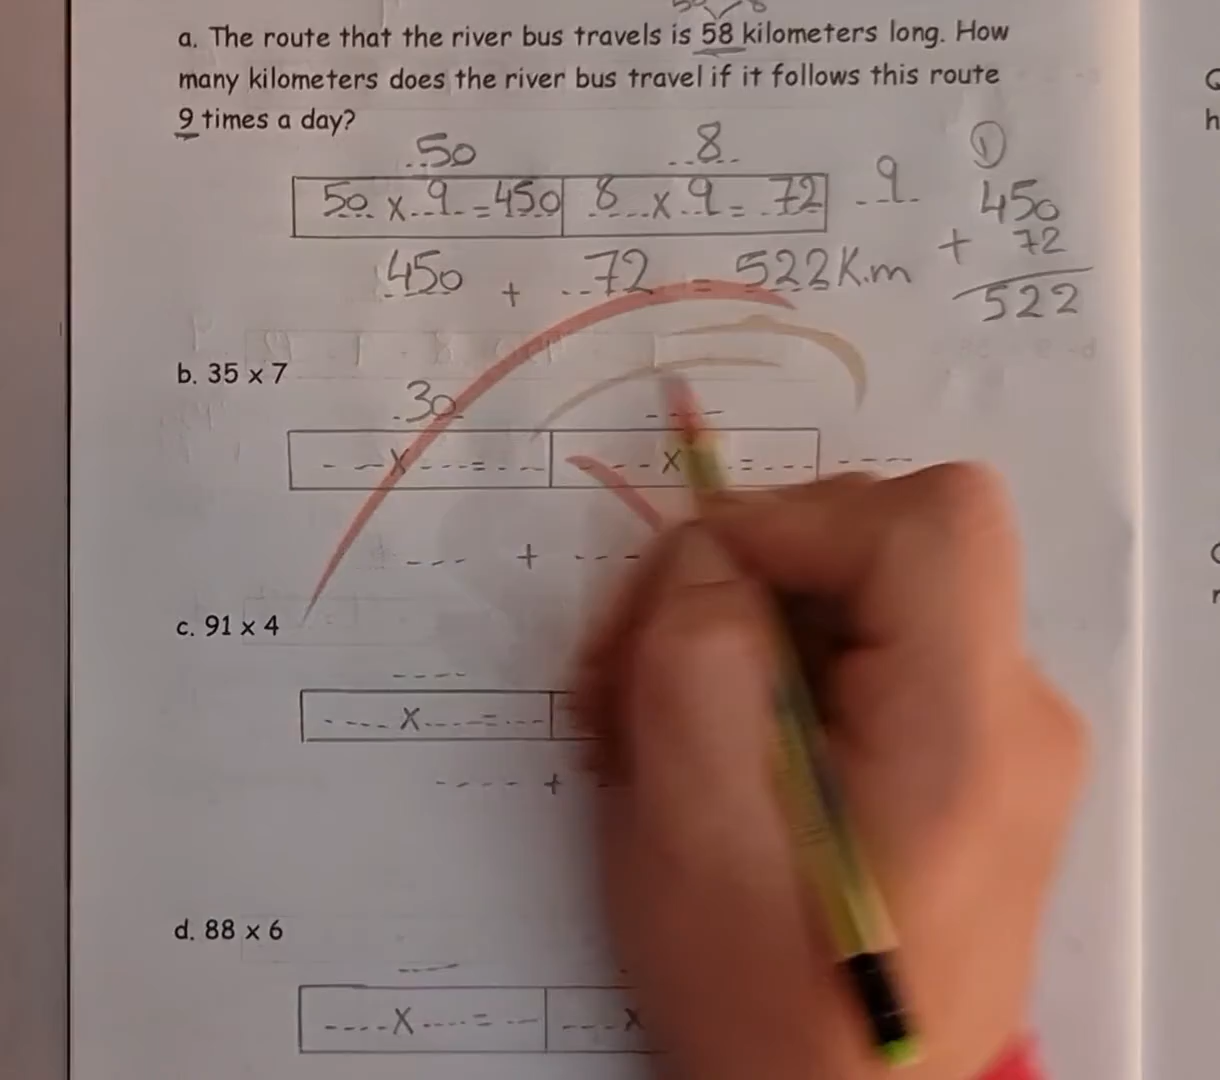 a. The route that the river bus travels is 58 kilometers long. How
many kilometers does the river bus travel if it follows this route
9 times a day?
50 8
50 x 9 = 450 8 x 9 = 72 9
450 + 72 = 522 K.m
1
450
+ 72
522
b. 35 x 7
30
x = x =
+
c. 91 x 4
x =
+
d. 88 x 6
x = x